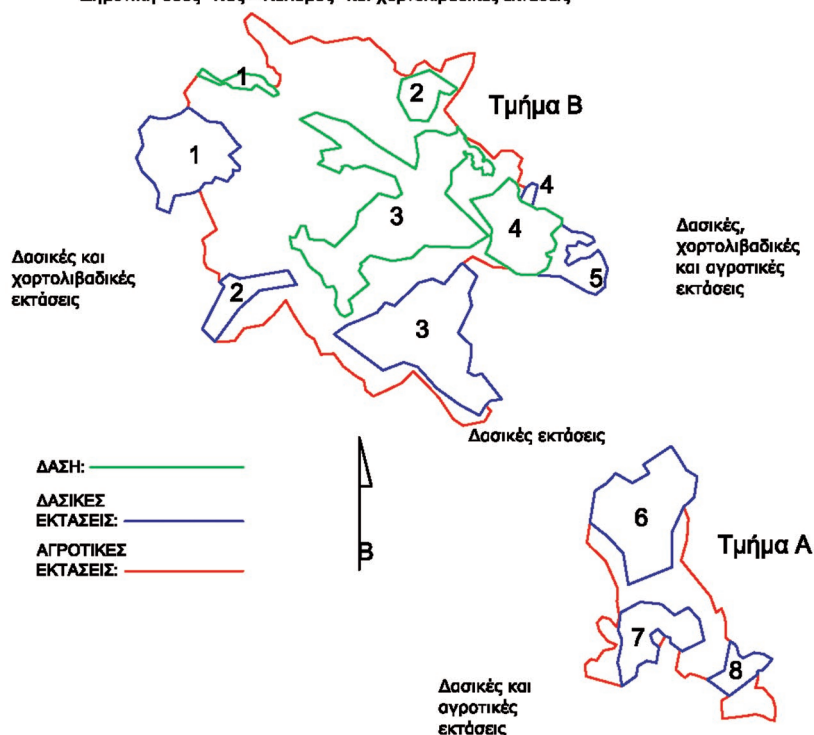 1
2
Τμήμα Β
1
4
3
4
Δασικές,
χορτολιβαδικές
και αγροτικές
εκτάσεις
Δασικές και
χορτολιβαδικές
εκτάσεις
5
2
3
Δασικές εκτάσεις
ΔΑΣΗ:
ΔΑΣΙΚΕΣ
ΕΚΤΑΣΕΙΣ:
ΑΓΡΟΤΙΚΕΣ
ΕΚΤΑΣΕΙΣ:
Β
6
Τμήμα Α
7
8
Δασικές και
αγροτικές
εκτάσεις